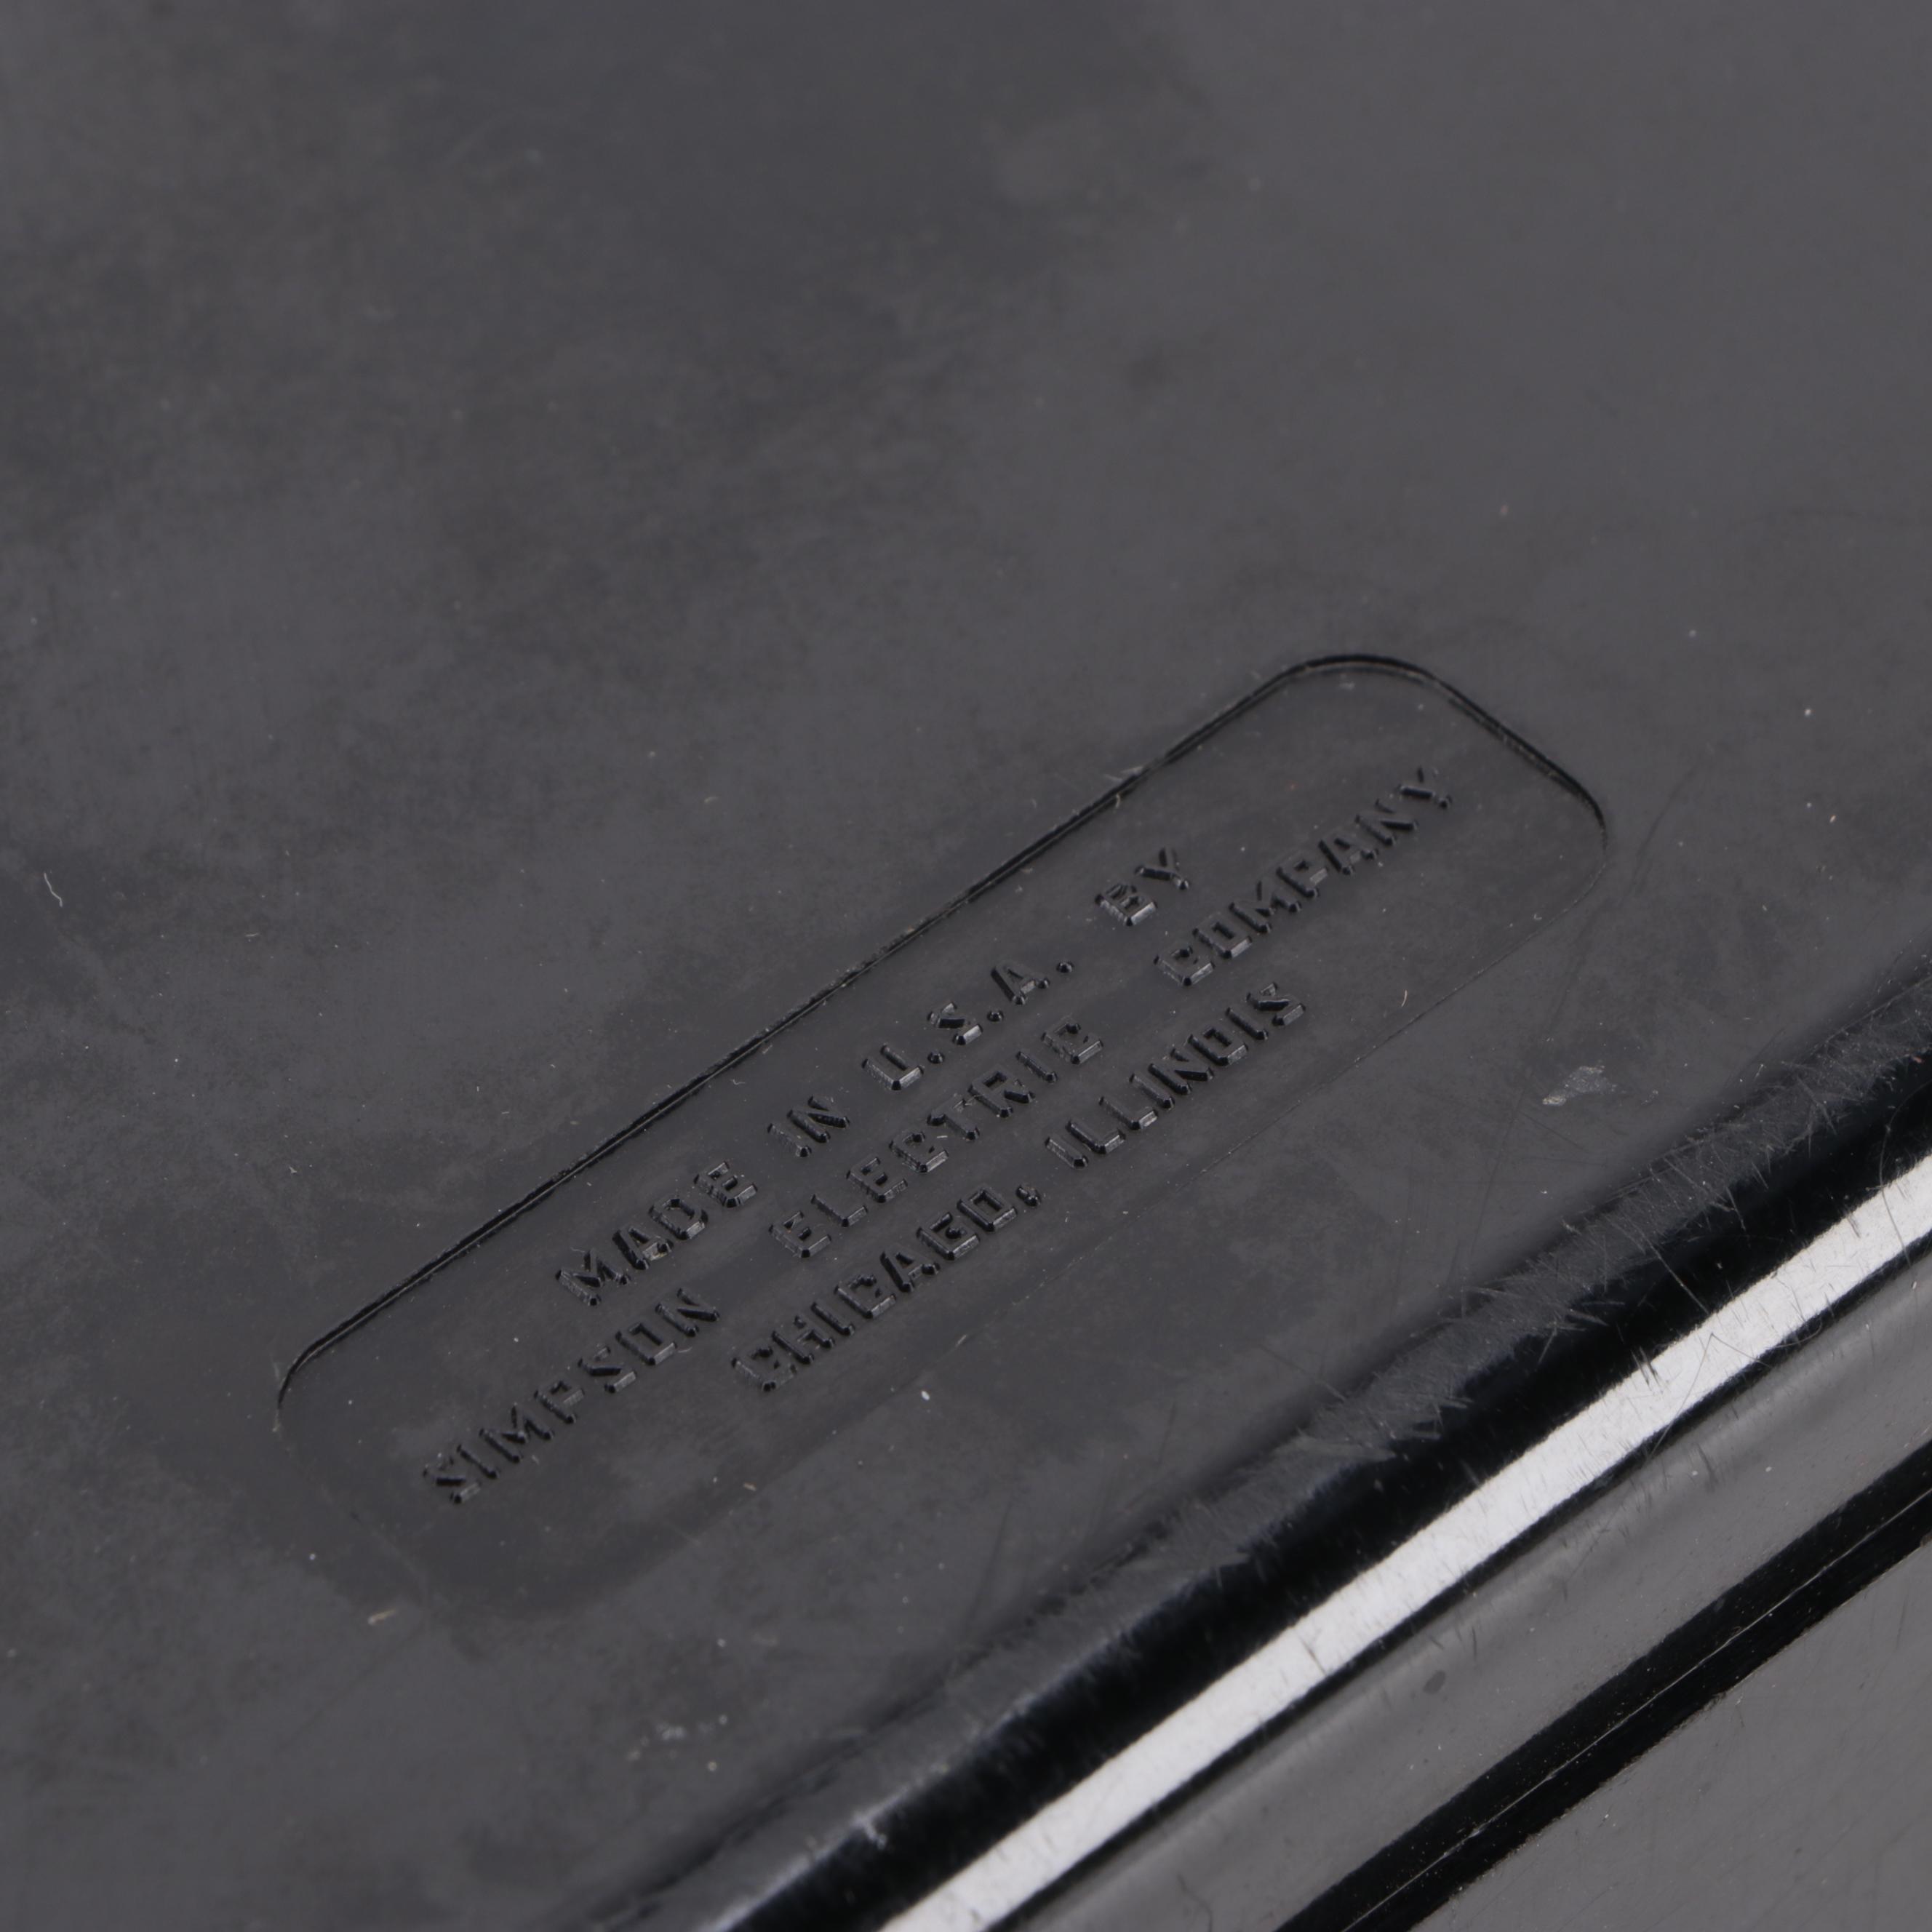 MADE IN U.S.A. BY
SIMPSON ELECTRIC COMPANY
CHICAGO, ILLINOIS